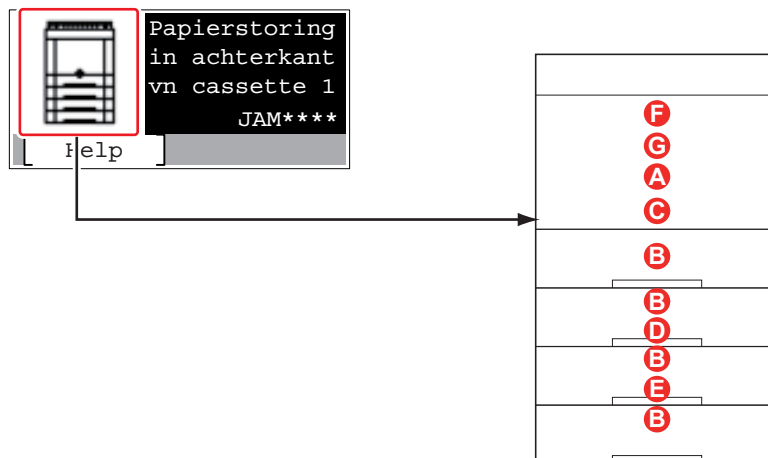 Papierstoring
in achterkant
vn cassette 1
JAM****
[ Help ]
F
G
A
C
B
B
D
B
E
B